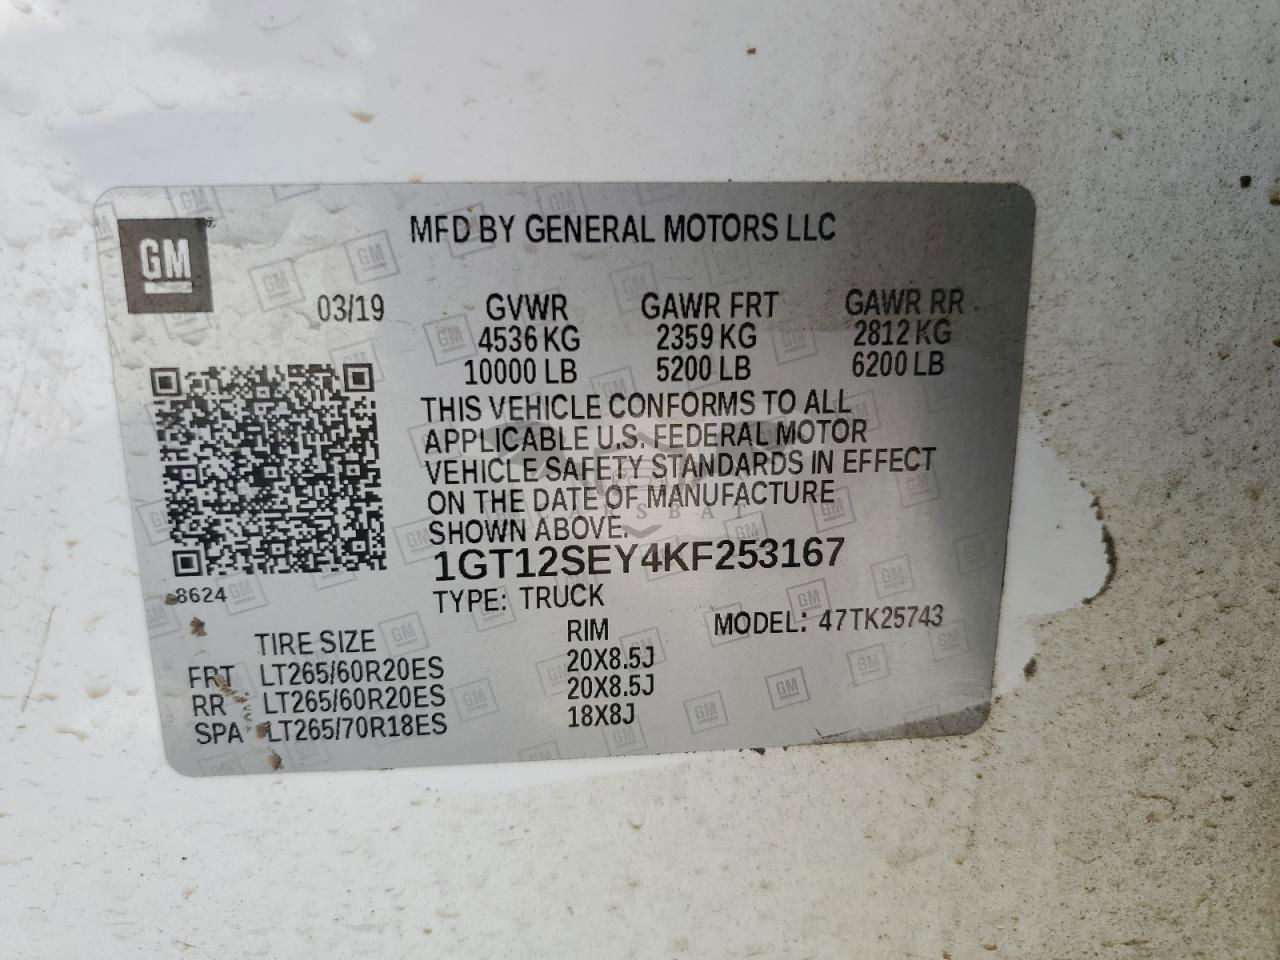 GM
MFD BY GENERAL MOTORS LLC
03/19 GVWR GAWR FRT GAWR RR
4536 KG 2359 KG 2812 KG
10000 LB 5200 LB 6200 LB
THIS VEHICLE CONFORMS TO ALL
APPLICABLE U.S. FEDERAL MOTOR
VEHICLE SAFETY STANDARDS IN EFFECT
ON THE DATE OF MANUFACTURE
SHOWN ABOVE.
1GT12SEY4KF253167
8624
TYPE: TRUCK
TIRE SIZE RIM MODEL: 47TK25743
FRT LT265/60R20ES 20X8.5J
RR LT265/60R20ES 20X8.5J
SPA LT265/70R18ES 18X8J